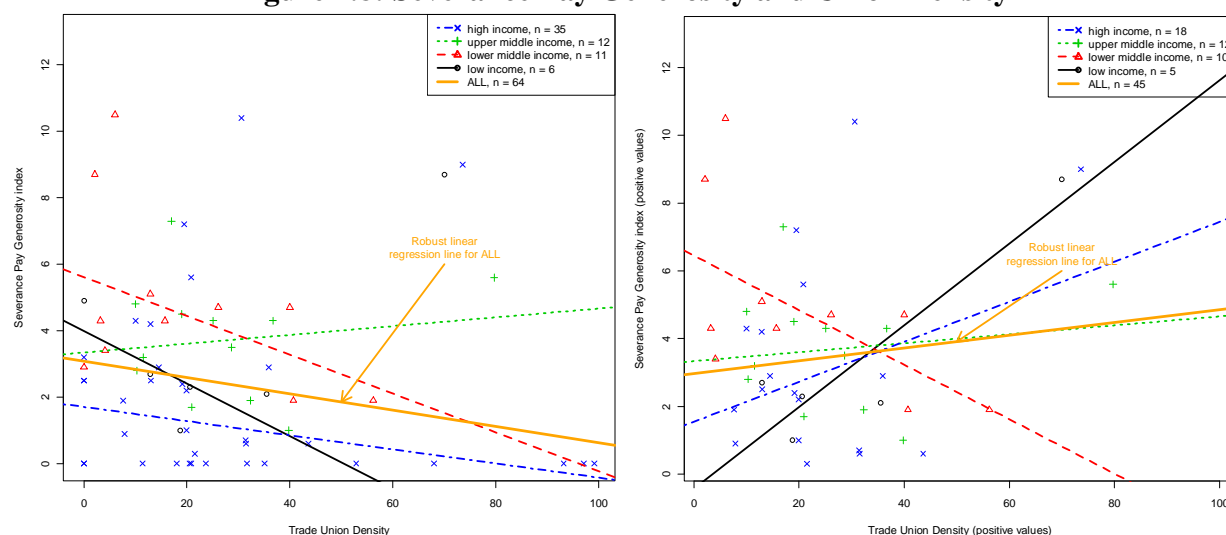 high income, n = 35
upper middle income, n = 12
lower middle income, n = 11
low income, n = 6
ALL, n = 64
Robust linear
regression line for ALL
Severance Pay Generosity index
0 2 4 6 8 10 12
0 20 40 60 80 100
Trade Union Density
high income, n = 18
upper middle income, n = 12
lower middle income, n = 10
low income, n = 5
ALL, n = 45
Robust linear
regression line for ALL
Severance Pay Generosity index (positive values)
0 2 4 6 8 10 12
0 20 40 60 80 100
Trade Union Density (positive values)